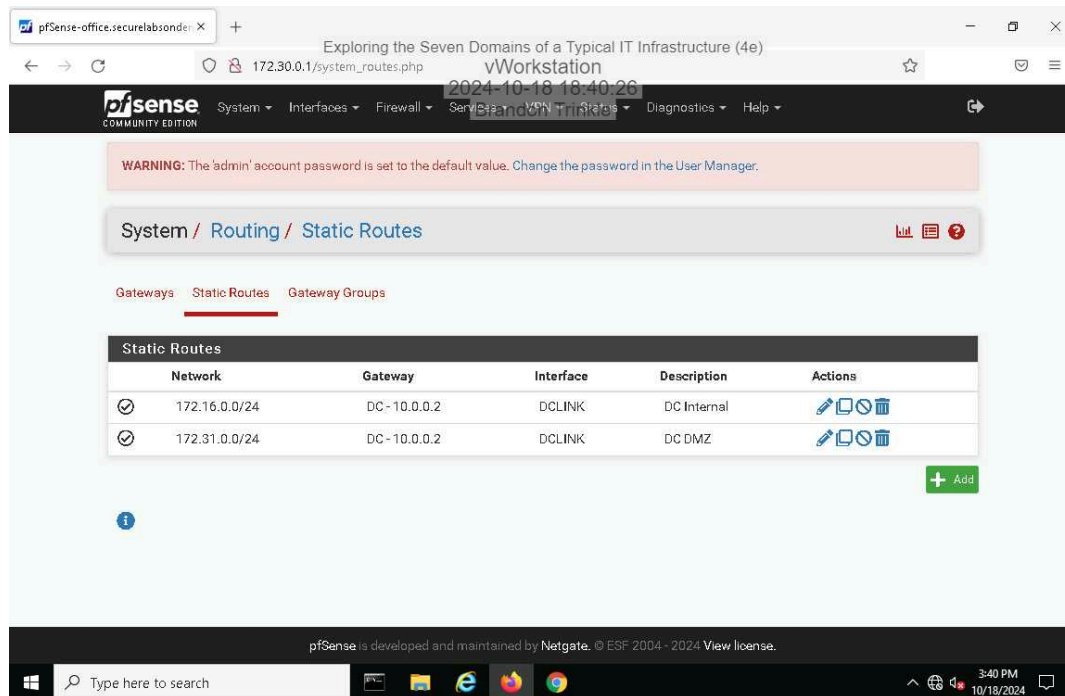 pfSense-office.securelabsonder
Exploring the Seven Domains of a Typical IT Infrastructure (4e)
172.30.0.1/system_routes.php
vWorkstation
2024-10-18 18:40:26
Brandon Trinkle
pfsense System Interfaces Firewall Services VPN Status Diagnostics Help
COMMUNITY EDITION
WARNING: The 'admin' account password is set to the default value. Change the password in the User Manager.
System / Routing / Static Routes
Gateways Static Routes Gateway Groups
Static Routes
Network Gateway Interface Description Actions
172.16.0.0/24 DC - 10.0.0.2 DCLINK DC Internal
172.31.0.0/24 DC - 10.0.0.2 DCLINK DC DMZ
Add
pfSense is developed and maintained by Netgate. © ESF 2004 - 2024 View license.
Type here to search
3:40 PM
10/18/2024